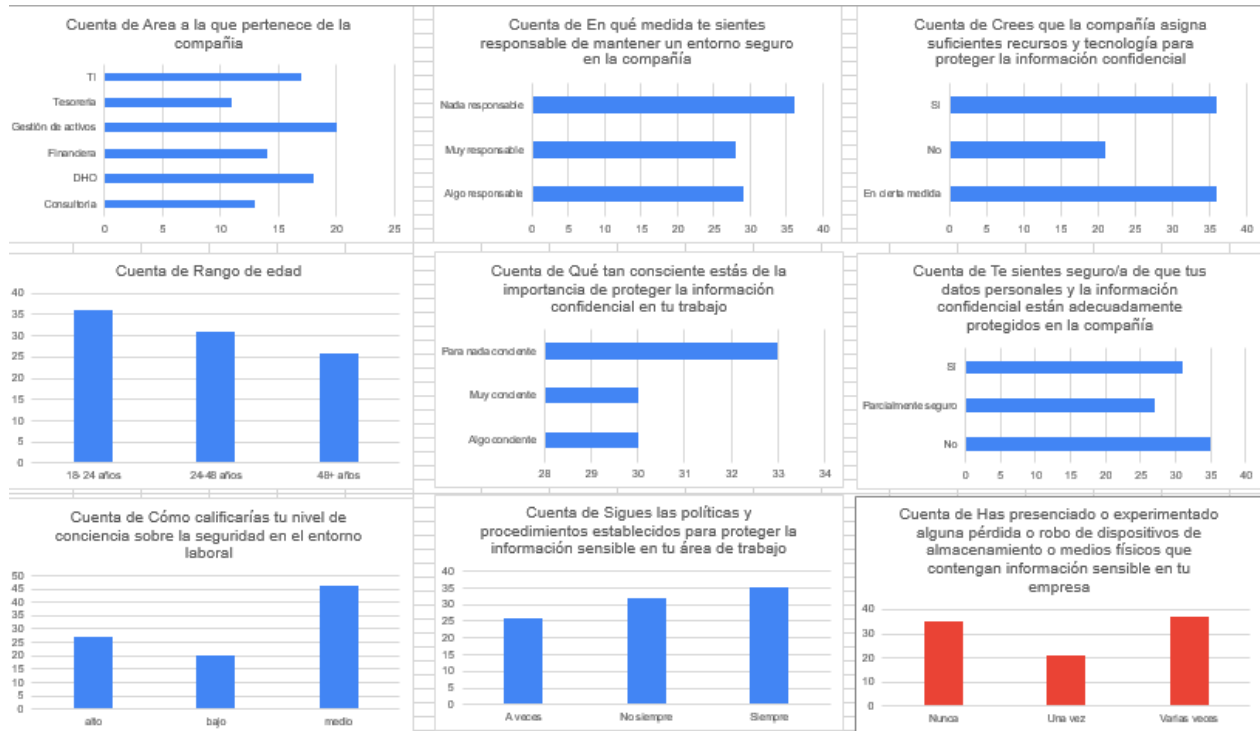 Cuenta de Area a la que pertenece de la
compañia
TI
Tesorería
Gestión de activos
Financiera
DHO
Consultoría
0 5 10 15 20 25
Cuenta de En qué medida te sientes
responsable de mantener un entorno seguro
en la compañía
Nada responsable
Muy responsable
Algo responsable
0 5 10 15 20 25 30 35 40
Cuenta de Crees que la compañía asigna
suficientes recursos y tecnología para
proteger la información confidencial
SI
No
En cierta medida
0 5 10 15 20 25 30 35 40
Cuenta de Rango de edad
40
35
30
25
20
15
10
5
0
18- 24 años 24-48 años 48+ años
Cuenta de Qué tan consciente estás de la
importancia de proteger la información
confidencial en tu trabajo
Para nada conciente
Muy conciente
Algo conciente
28 29 30 31 32 33 34
Cuenta de Te sientes seguro/a de que tus
datos personales y la información
confidencial están adecuadamente
protegidos en la compañía
SI
Parcialmente seguro
No
0 5 10 15 20 25 30 35 40
Cuenta de Cómo calificarías tu nivel de
conciencia sobre la seguridad en el entorno
laboral
50
45
40
35
30
25
20
15
10
5
0
alto bajo medio
Cuenta de Sigues las políticas y
procedimientos establecidos para proteger la
información sensible en tu área de trabajo
40
35
30
25
20
15
10
5
0
A veces No siempre Siempre
Cuenta de Has presenciado o experimentado
alguna pérdida o robo de dispositivos de
almacenamiento o medios físicos que
contengan información sensible en tu
empresa
40
30
20
10
0
Nunca Una vez Varias veces